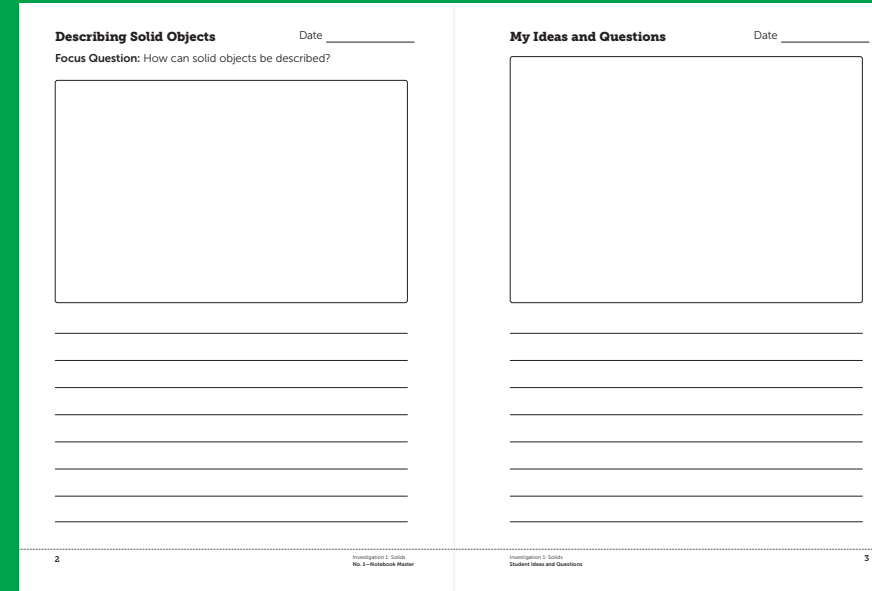 Describing Solid Objects Date
Focus Question: How can solid objects be described?
2
Investigation 1: Solids
No. 1—Notebook Master
My Ideas and Questions Date
Investigation 1: Solids
Student Ideas and Questions
3